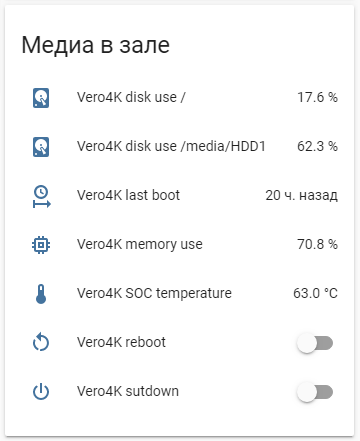 Медиа в зале
Vero4K disk use / 17.6 %
Vero4K disk use /media/HDD1 62.3 %
Vero4K last boot 20 ч. назад
Vero4K memory use 70.8 %
Vero4K SOC temperature 63.0 °C
Vero4K reboot
Vero4K sutdown